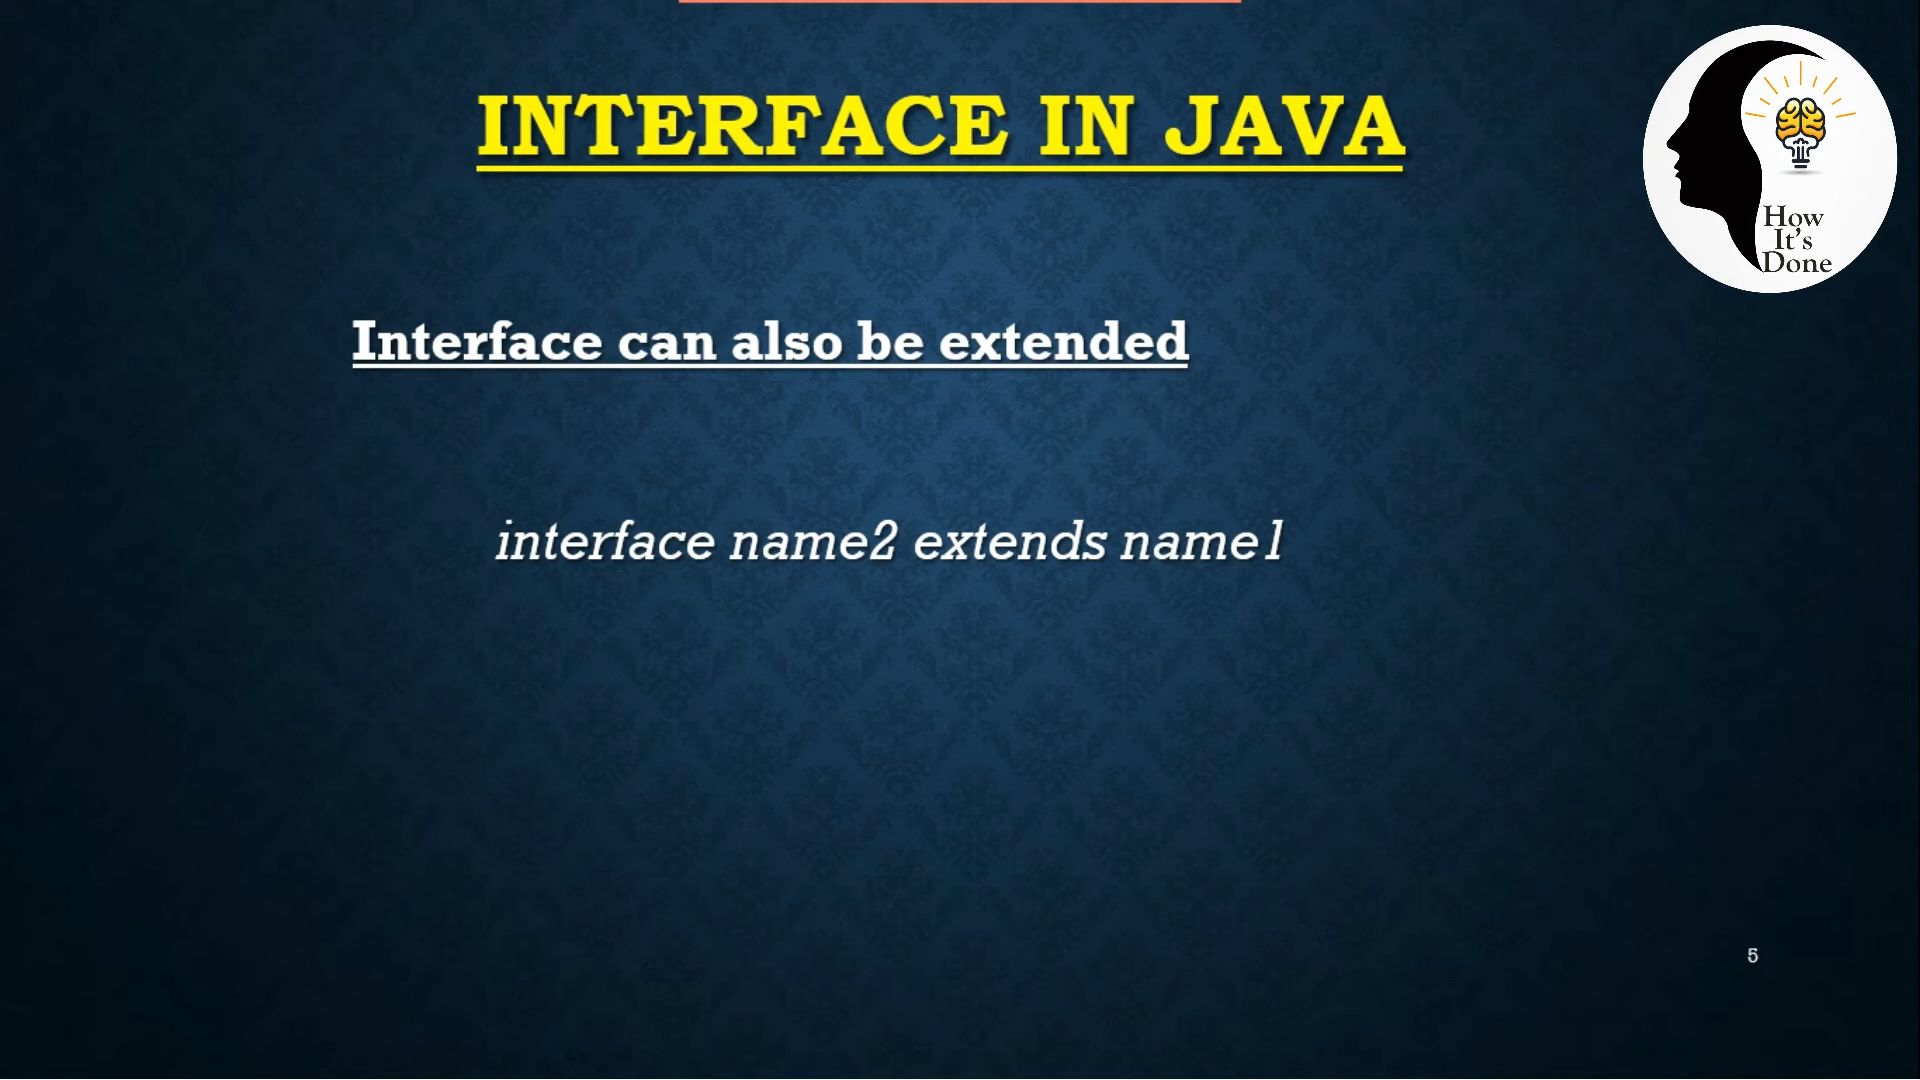 INTERFACE IN JAVA
How
It's
Done
Interface can also be extended
interface name2 extends name1
5